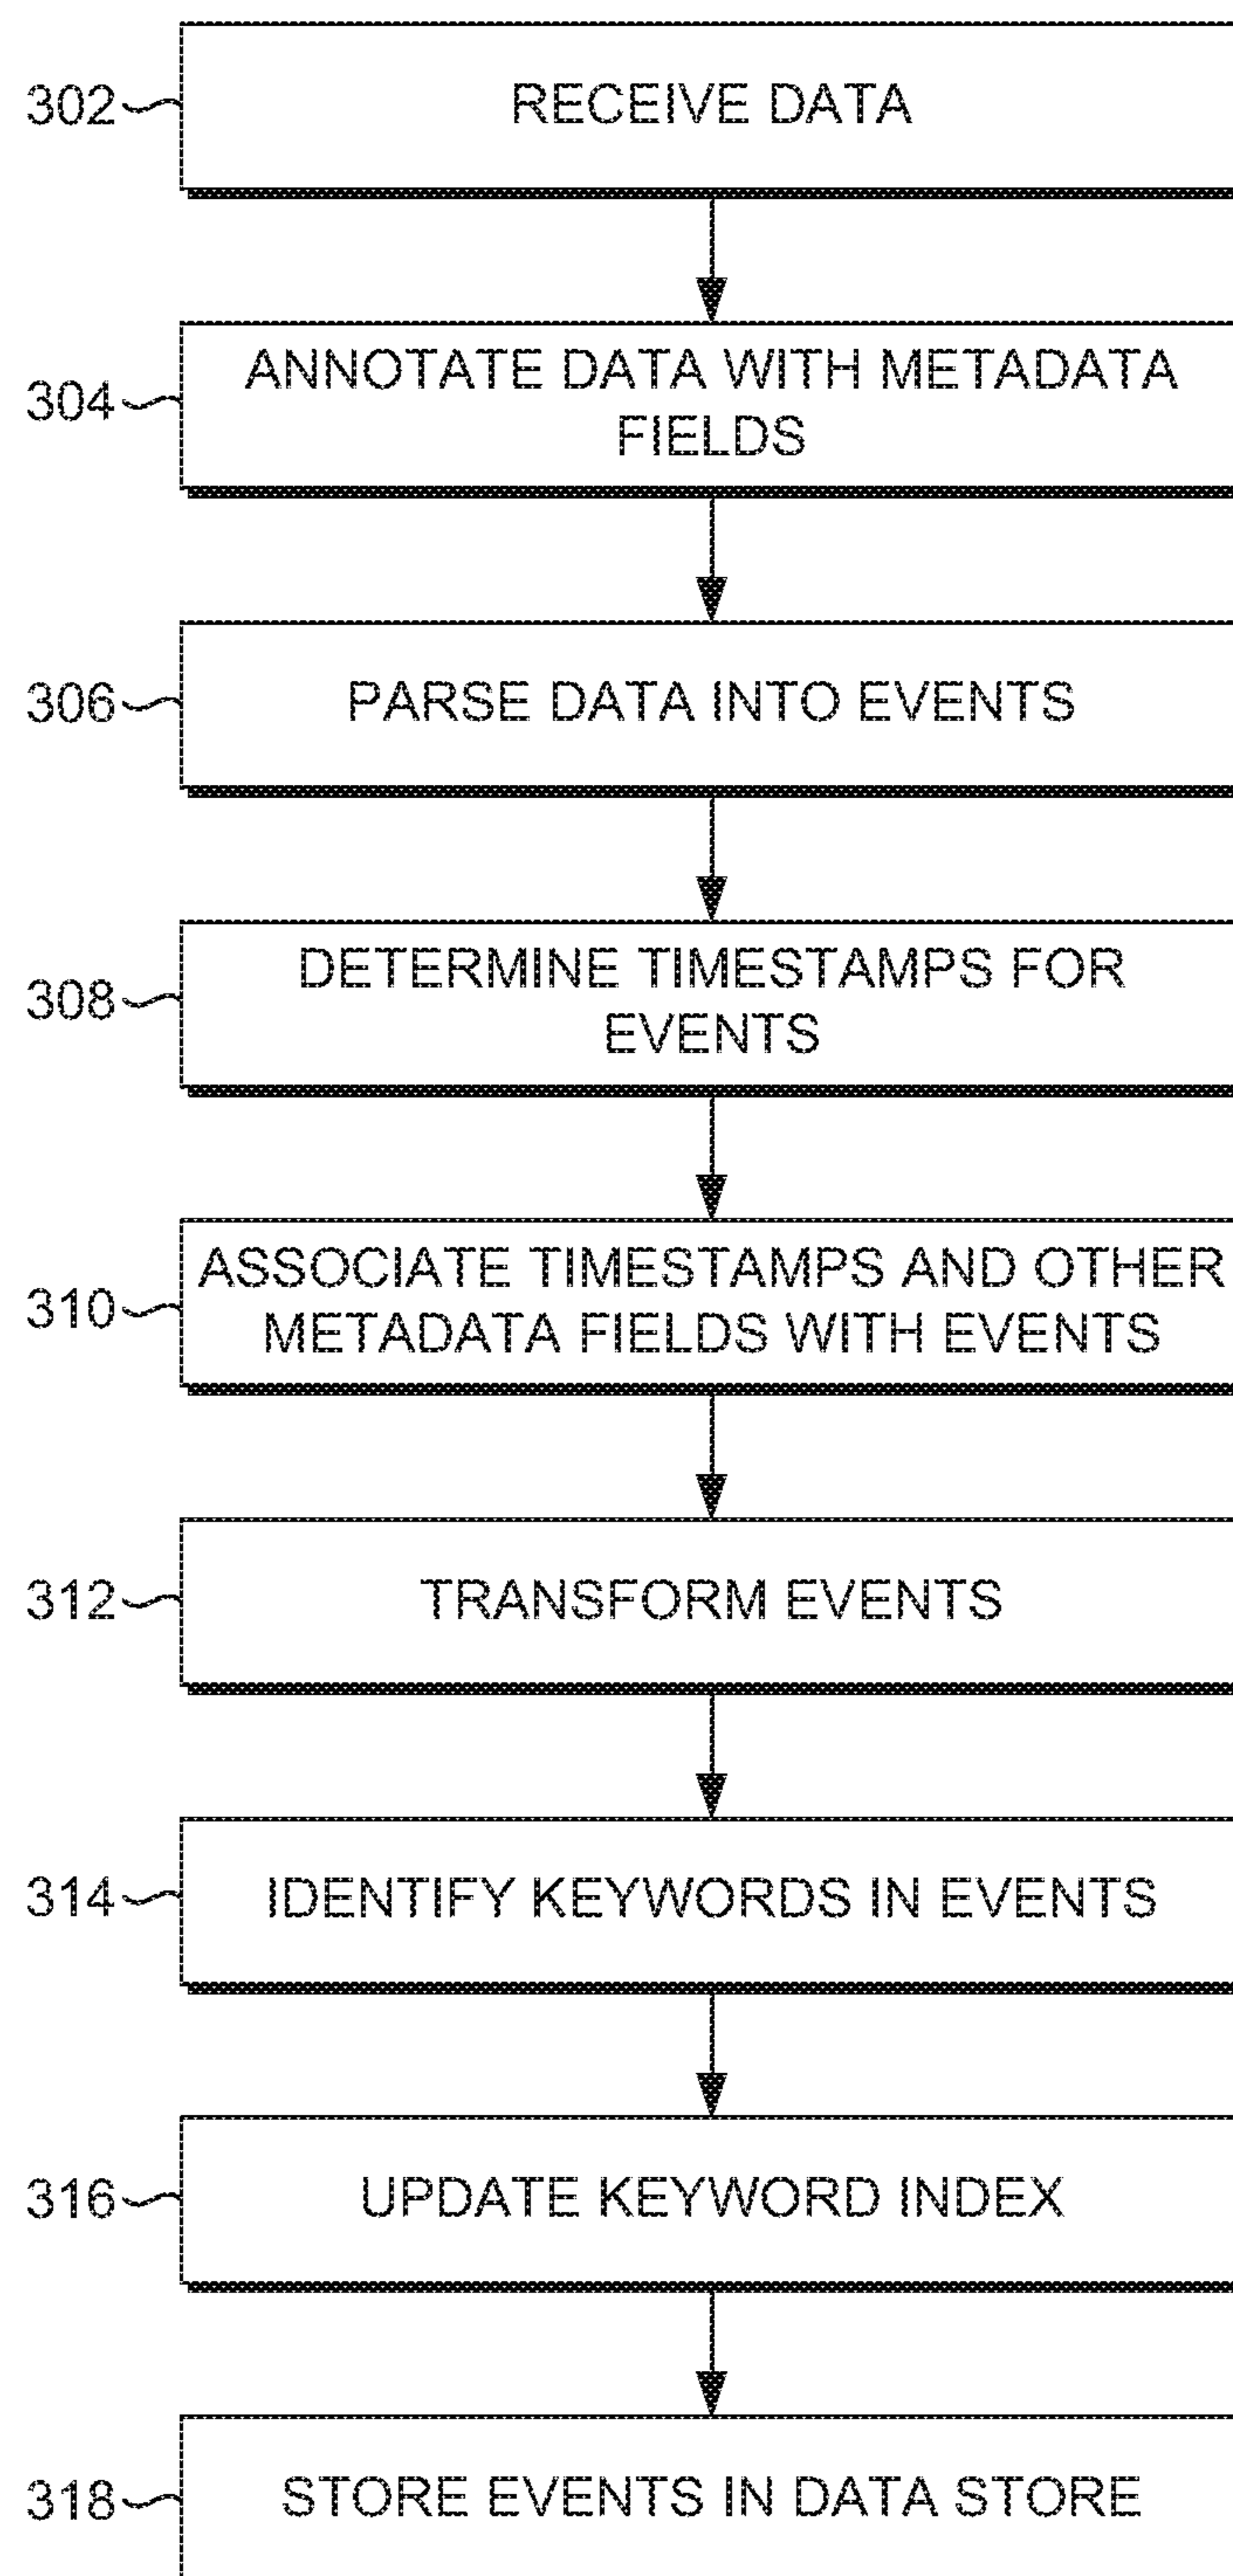 302
RECEIVE DATA
304
ANNOTATE DATA WITH METADATA
FIELDS
306
PARSE DATA INTO EVENTS
308
DETERMINE TIMESTAMPS FOR
EVENTS
310
ASSOCIATE TIMESTAMPS AND OTHER
METADATA FIELDS WITH EVENTS
312
TRANSFORM EVENTS
314
IDENTIFY KEYWORDS IN EVENTS
316
UPDATE KEYWORD INDEX
318
STORE EVENTS IN DATA STORE